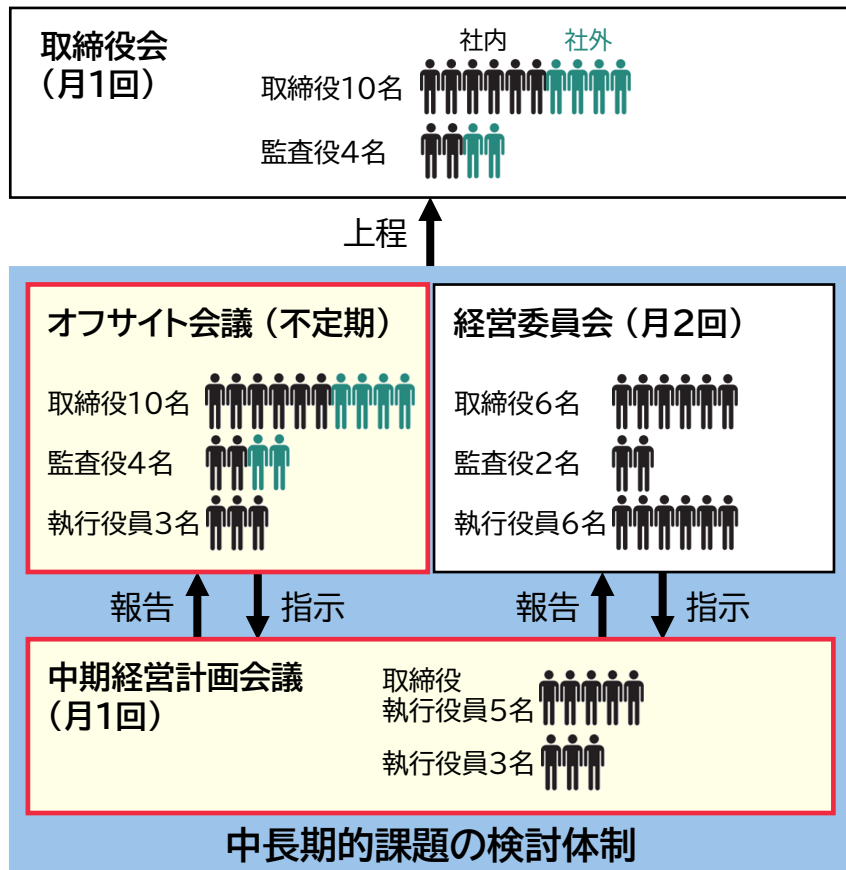 取締役会
（月1回）
社内 社外
取締役10名
監査役4名
上程
オフサイト会議（不定期）
取締役10名
監査役4名
執行役員3名
経営委員会（月2回）
取締役6名
監査役2名
執行役員6名
報告 指示
報告 指示
中期経営計画会議
（月1回）
取締役
執行役員5名
執行役員3名
中長期的課題の検討体制